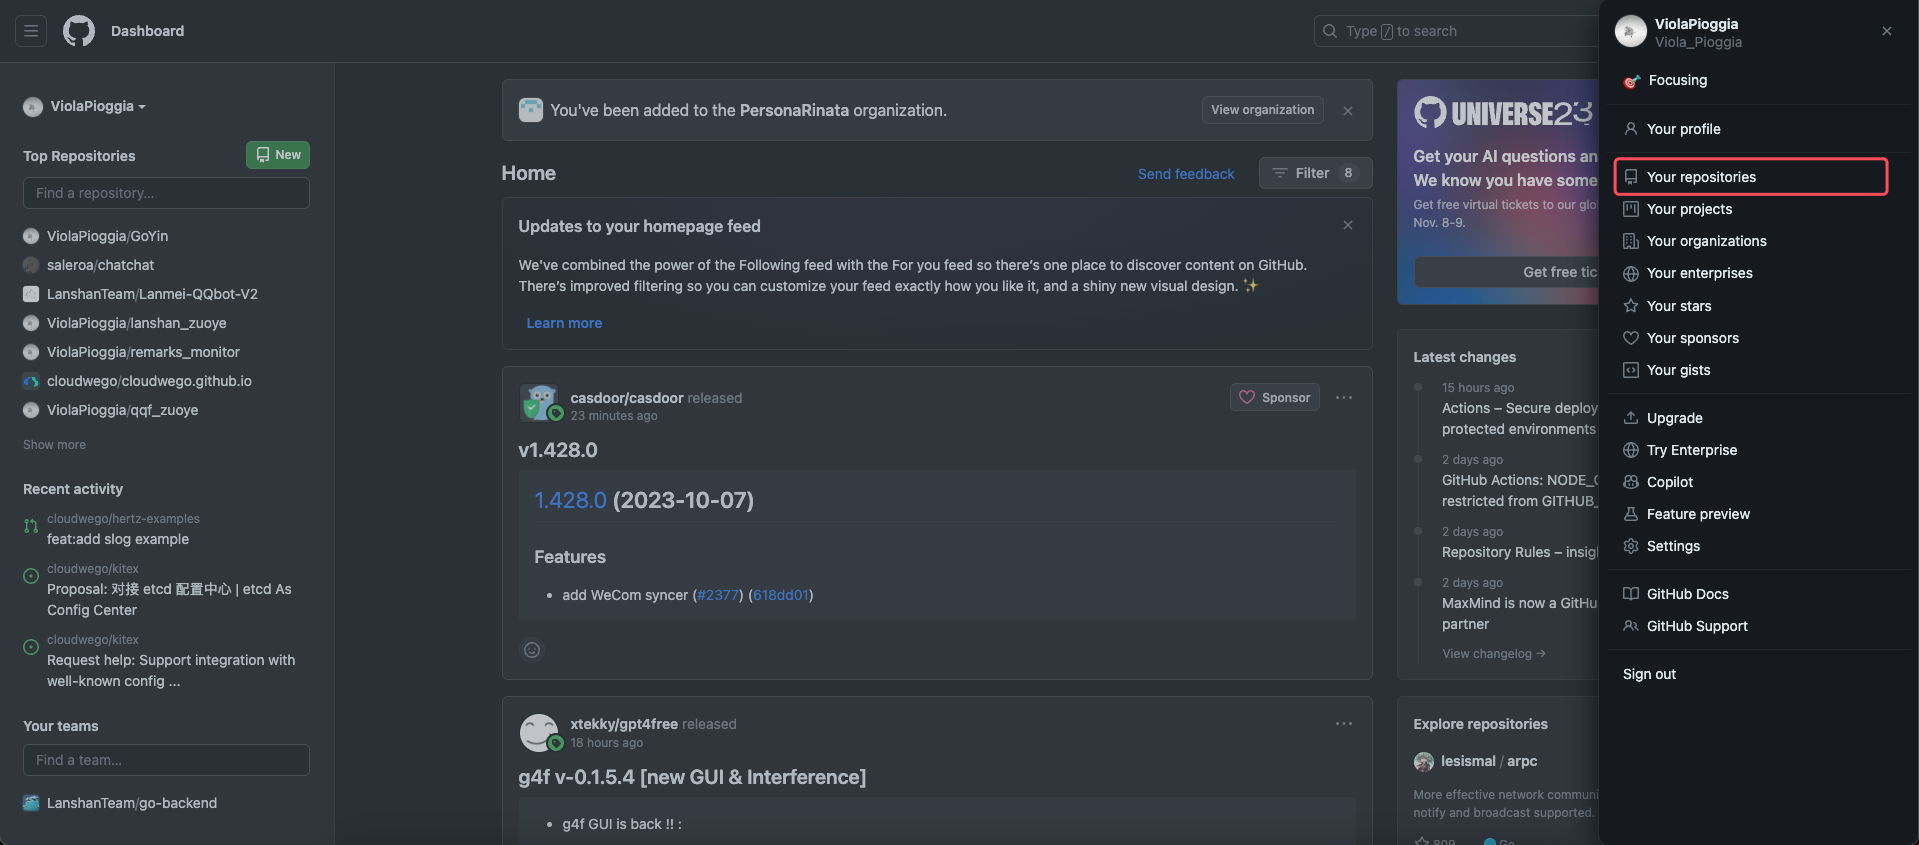 Dashboard
Type / to search
ViolaPioggia
Top Repositories
New
Find a repository...
ViolaPioggia/GoYin
saleroa/chatchat
LanshanTeam/Lanmei-QQbot-V2
ViolaPioggia/lanshan_zuoye
ViolaPioggia/remarks_monitor
cloudwego/cloudwego.github.io
ViolaPioggia/qqf_zuoye
Show more
Recent activity
cloudwego/hertz-examples
feat:add slog example
cloudwego/kitex
Proposal: 对接 etcd 配置中心 | etcd As
Config Center
cloudwego/kitex
Request help: Support integration with
well-known config ...
Your teams
Find a team...
LanshanTeam/go-backend
You've been added to the PersonaRinata organization.
View organization
Home
Send feedback
Filter 8
Updates to your homepage feed
We've combined the power of the Following feed with the For you feed so there's one place to discover content on GitHub.
There's improved filtering so you can customize your feed exactly how you like it, and a shiny new visual design. ✨
Learn more
casdoor/casdoor released
23 minutes ago
Sponsor
v1.428.0
1.428.0 (2023-10-07)
Features
• add WeCom syncer (#2377) (618dd01)
xtekky/gpt4free released
18 hours ago
g4f v-0.1.5.4 [new GUI & Interference]
• g4f GUI is back !! :
UNIVERSE23
Get your AI questions an
We know you have some
Get free virtual tickets to our glo
Nov. 8-9.
Get free tic
Latest changes
15 hours ago
Actions – Secure deploy
protected environments
2 days ago
GitHub Actions: NODE_
restricted from GITHUB_
2 days ago
Repository Rules – insig
2 days ago
MaxMind is now a GitHu
partner
View changelog →
Explore repositories
lesismal / arpc
More effective network communi
notify and broadcast supported.
809 Go
ViolaPioggia
Viola_Pioggia
Focusing
Your profile
Your repositories
Your projects
Your organizations
Your enterprises
Your stars
Your sponsors
Your gists
Upgrade
Try Enterprise
Copilot
Feature preview
Settings
GitHub Docs
GitHub Support
Sign out